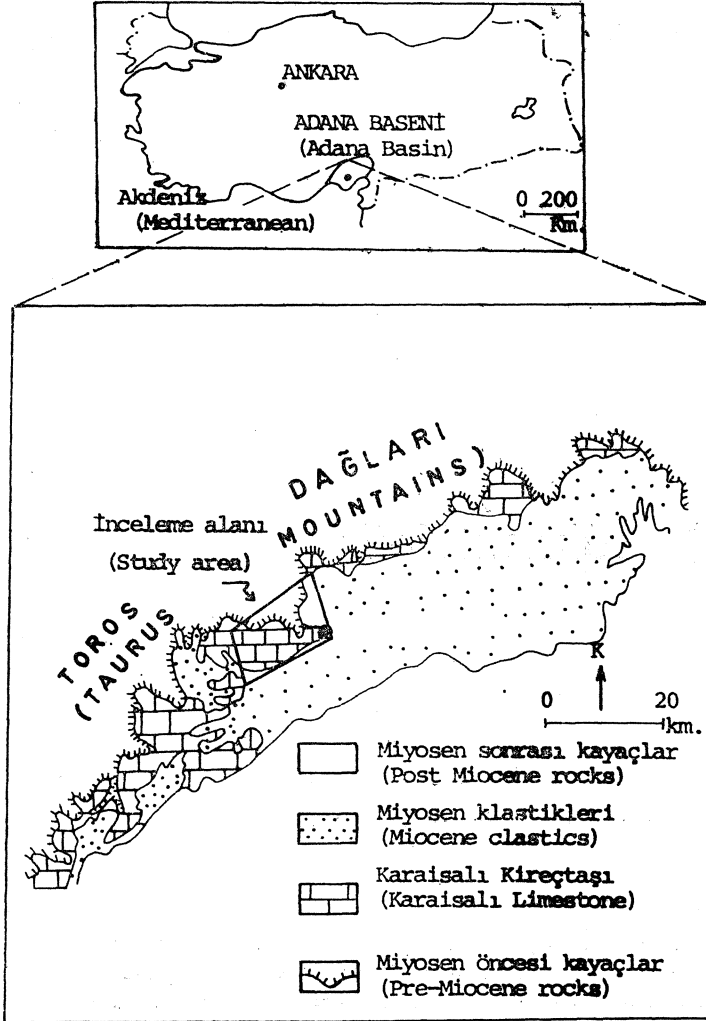 ANKARA
ADANA BASENİ
(Adana Basin)
Akdeniz
(Mediterranean)
0 200
Km.
DAĞLARI
MOUNTAINS)
İnceleme alanı
(Study area)
TOROS
(TAURUS
K
0 20
km.
Miyosen sonrası kayaçlar
(Post Miocene rocks)
Miyosen klastikleri
(Miocene clastics)
Karaisalı Kireçtaşı
(Karaisalı Limestone)
Miyosen öncesi kayaçlar
(Pre-Miocene rocks)